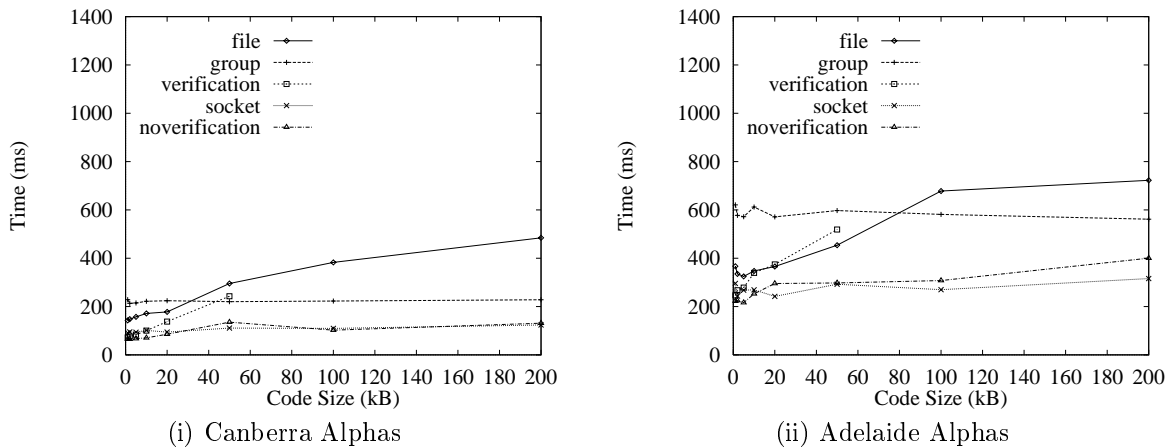 1400
1200
1000
800
600
400
200
0
Time (ms)
file
group
verification
socket
noverification
0 20 40 60 80 100 120 140 160 180 200
Code Size (kB)
(i) Canberra Alphas
1400
1200
1000
800
600
400
200
0
Time (ms)
file
group
verification
socket
noverification
0 20 40 60 80 100 120 140 160 180 200
Code Size (kB)
(ii) Adelaide Alphas